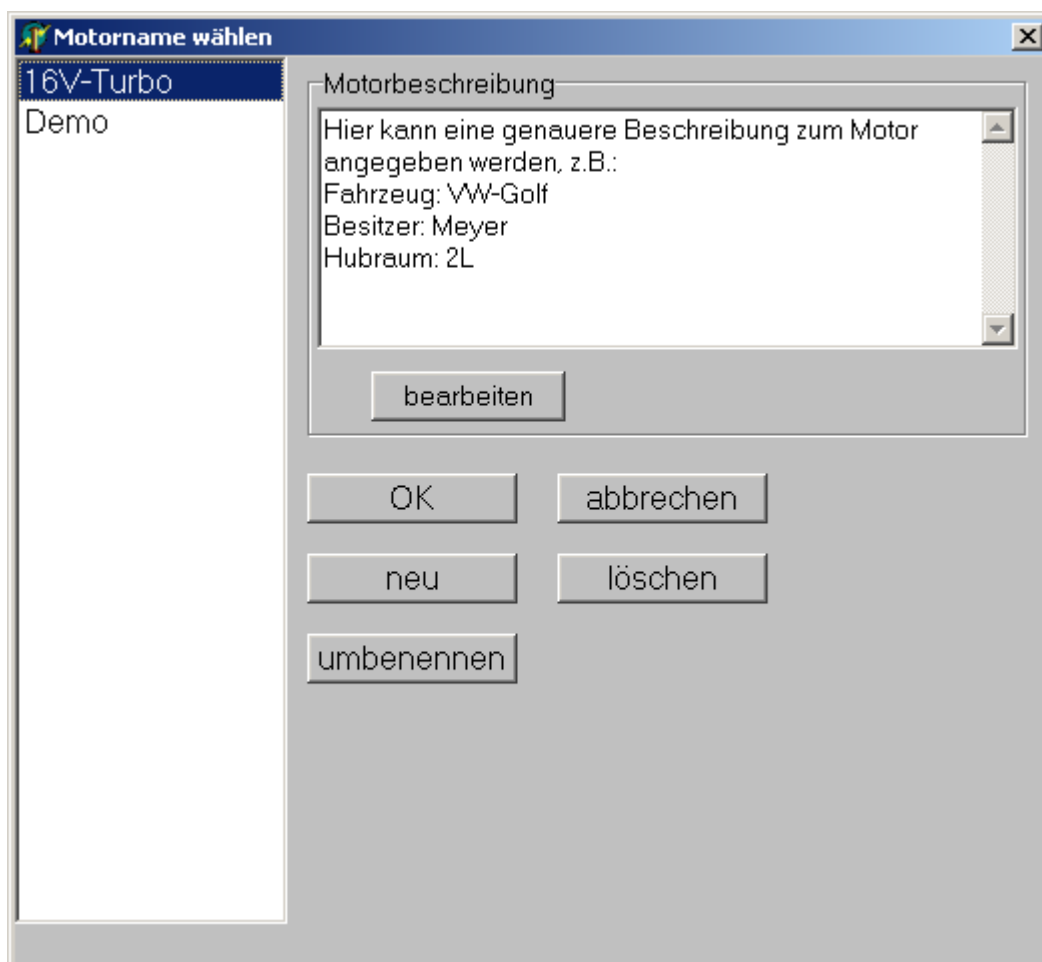 Motorname wählen
16V-Turbo
Demo
Motorbeschreibung
Hier kann eine genauere Beschreibung zum Motor
angegeben werden, z.B.:
Fahrzeug: VW-Golf
Besitzer: Meyer
Hubraum: 2L
bearbeiten
OK
abbrechen
neu
löschen
umbenennen